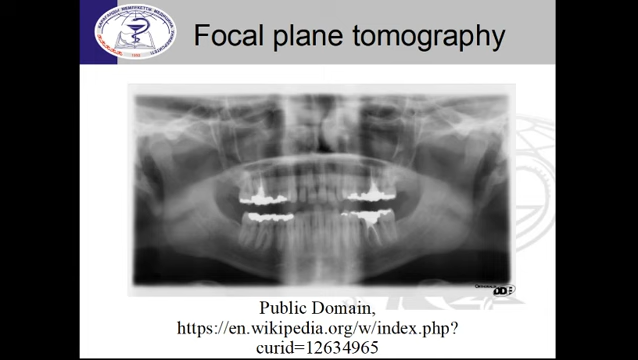 Focal plane tomography
Public Domain,
https://en.wikipedia.org/w/index.php?
curid=12634965